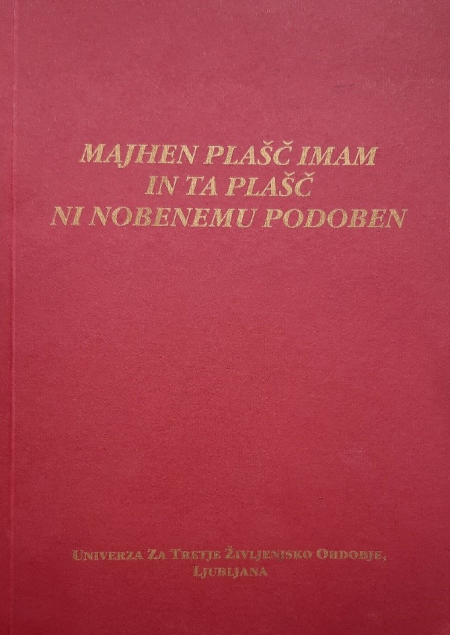 MAJHEN PLAŠČ IMAM
IN TA PLAŠČ
NI NOBENEMU PODOBEN
UNIVERZA ZA TRETJE ŽIVLJENJSKO OBDOBJE,
LJUBLJANA